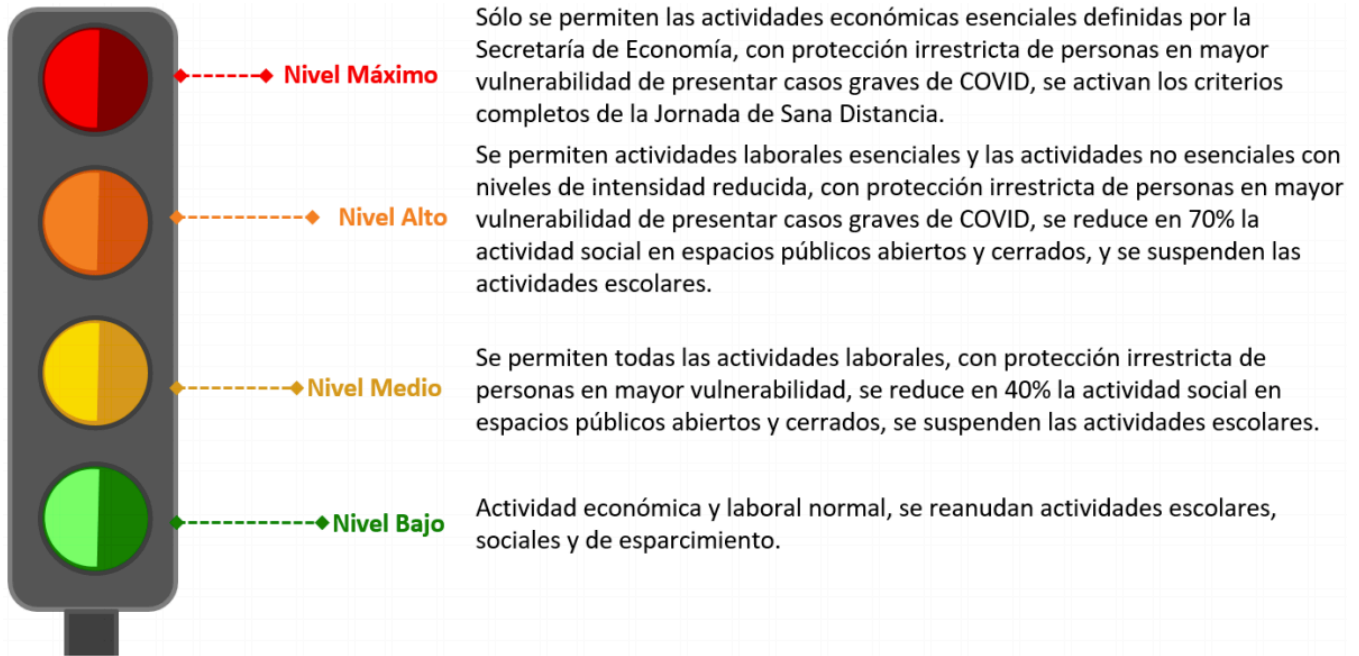 Sólo se permiten las actividades económicas esenciales definidas por la
Secretaría de Economía, con protección irrestricta de personas en mayor
Nivel Máximo
vulnerabilidad de presentar casos graves de COVID, se activan los criterios
completos de la Jornada de Sana Distancia.
Se permiten actividades laborales esenciales y las actividades no esenciales con
niveles de intensidad reducida, con protección irrestricta de personas en mayor
Nivel Alto
vulnerabilidad de presentar casos graves de COVID, se reduce en 70% la
actividad social en espacios públicos abiertos y cerrados, y se suspenden las
actividades escolares.
Se permiten todas las actividades laborales, con protección irrestricta de
Nivel Medio
personas en mayor vulnerabilidad, se reduce en 40% la actividad social en
espacios públicos abiertos y cerrados, se suspenden las actividades escolares.
Nivel Bajo
Actividad económica y laboral normal, se reanudan actividades escolares,
sociales y de esparcimiento.